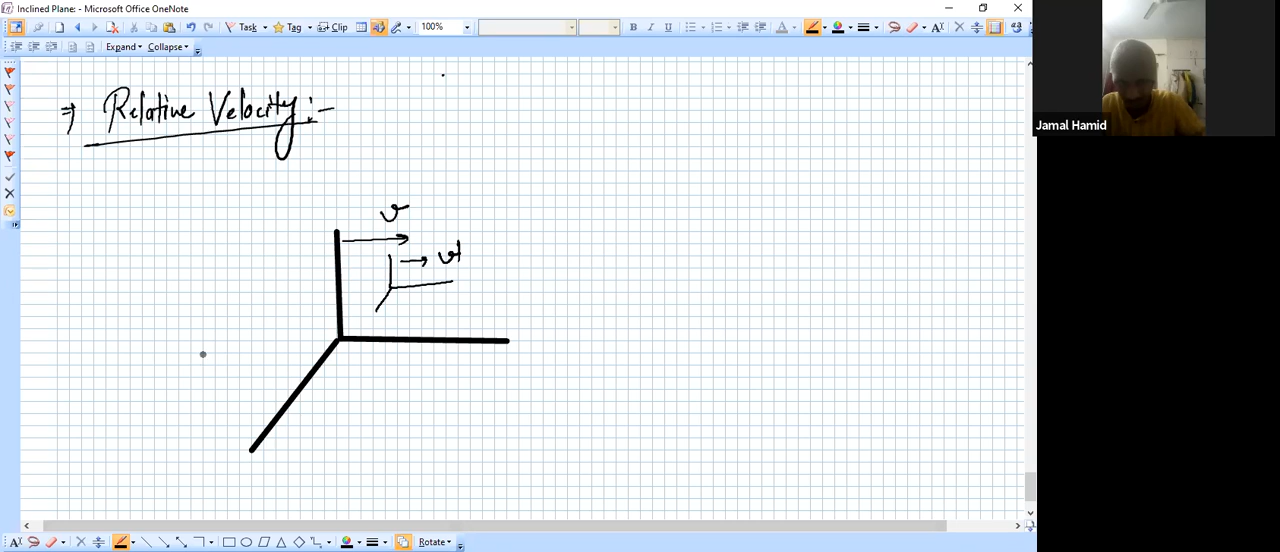 Inclined Plane: - Microsoft Office OneNote
Task Tag Clip 100% B I U A
Expand Collapse
⇒ Relative Velocity:-
v
v'
Jamal Hamid
Rotate